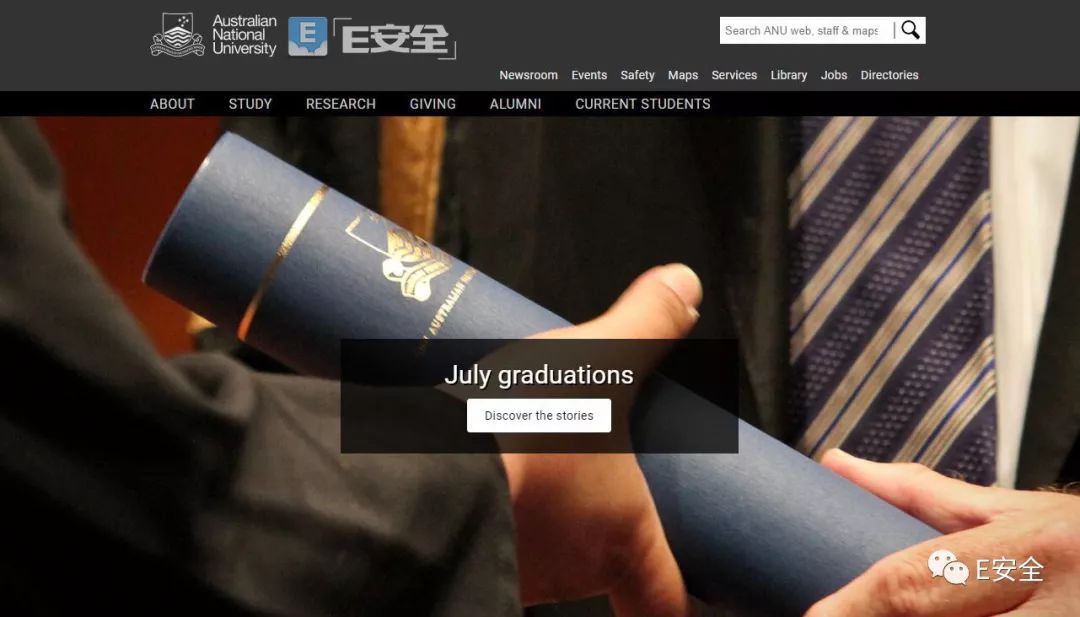 Australian
National
University
E
E安全
Search ANU web, staff & maps
Newsroom Events Safety Maps Services Library Jobs Directories
ABOUT STUDY RESEARCH GIVING ALUMNI CURRENT STUDENTS
AUSTRALIAN
July graduations
Discover the stories
E安全